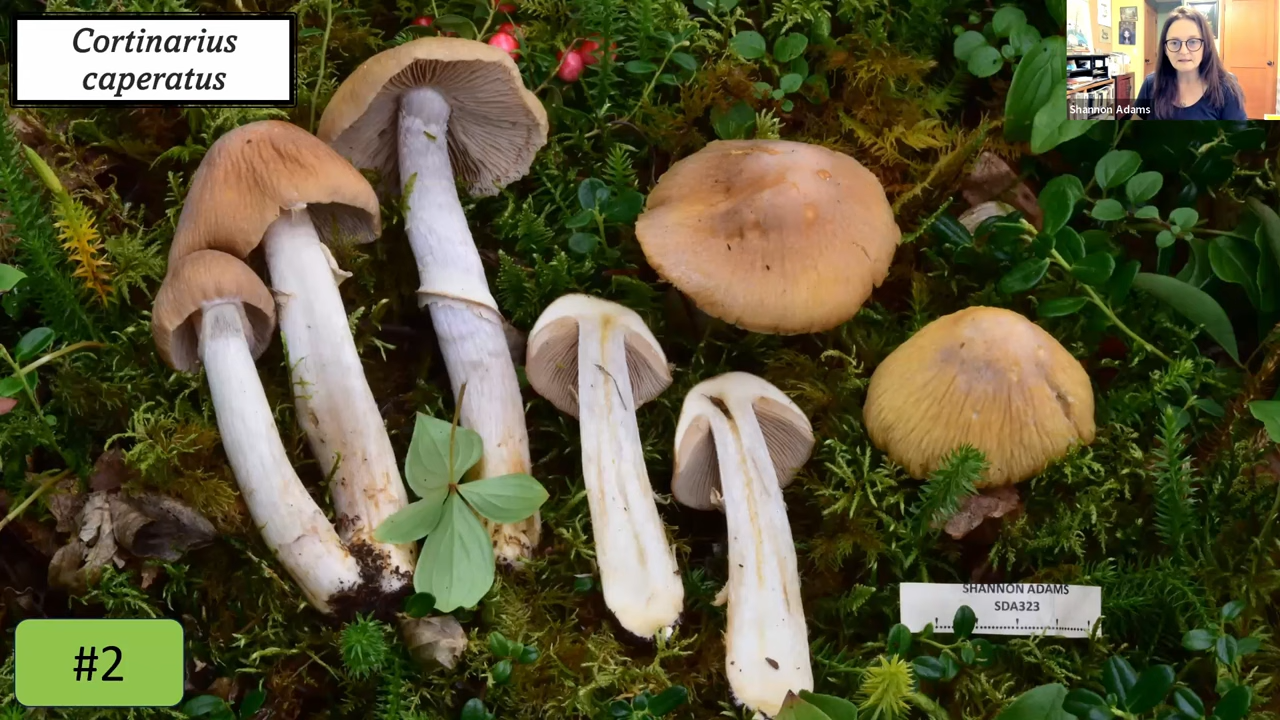 Cortinarius
caperatus
Shannon Adams
SHANNON ADAMS
SDA323
#2